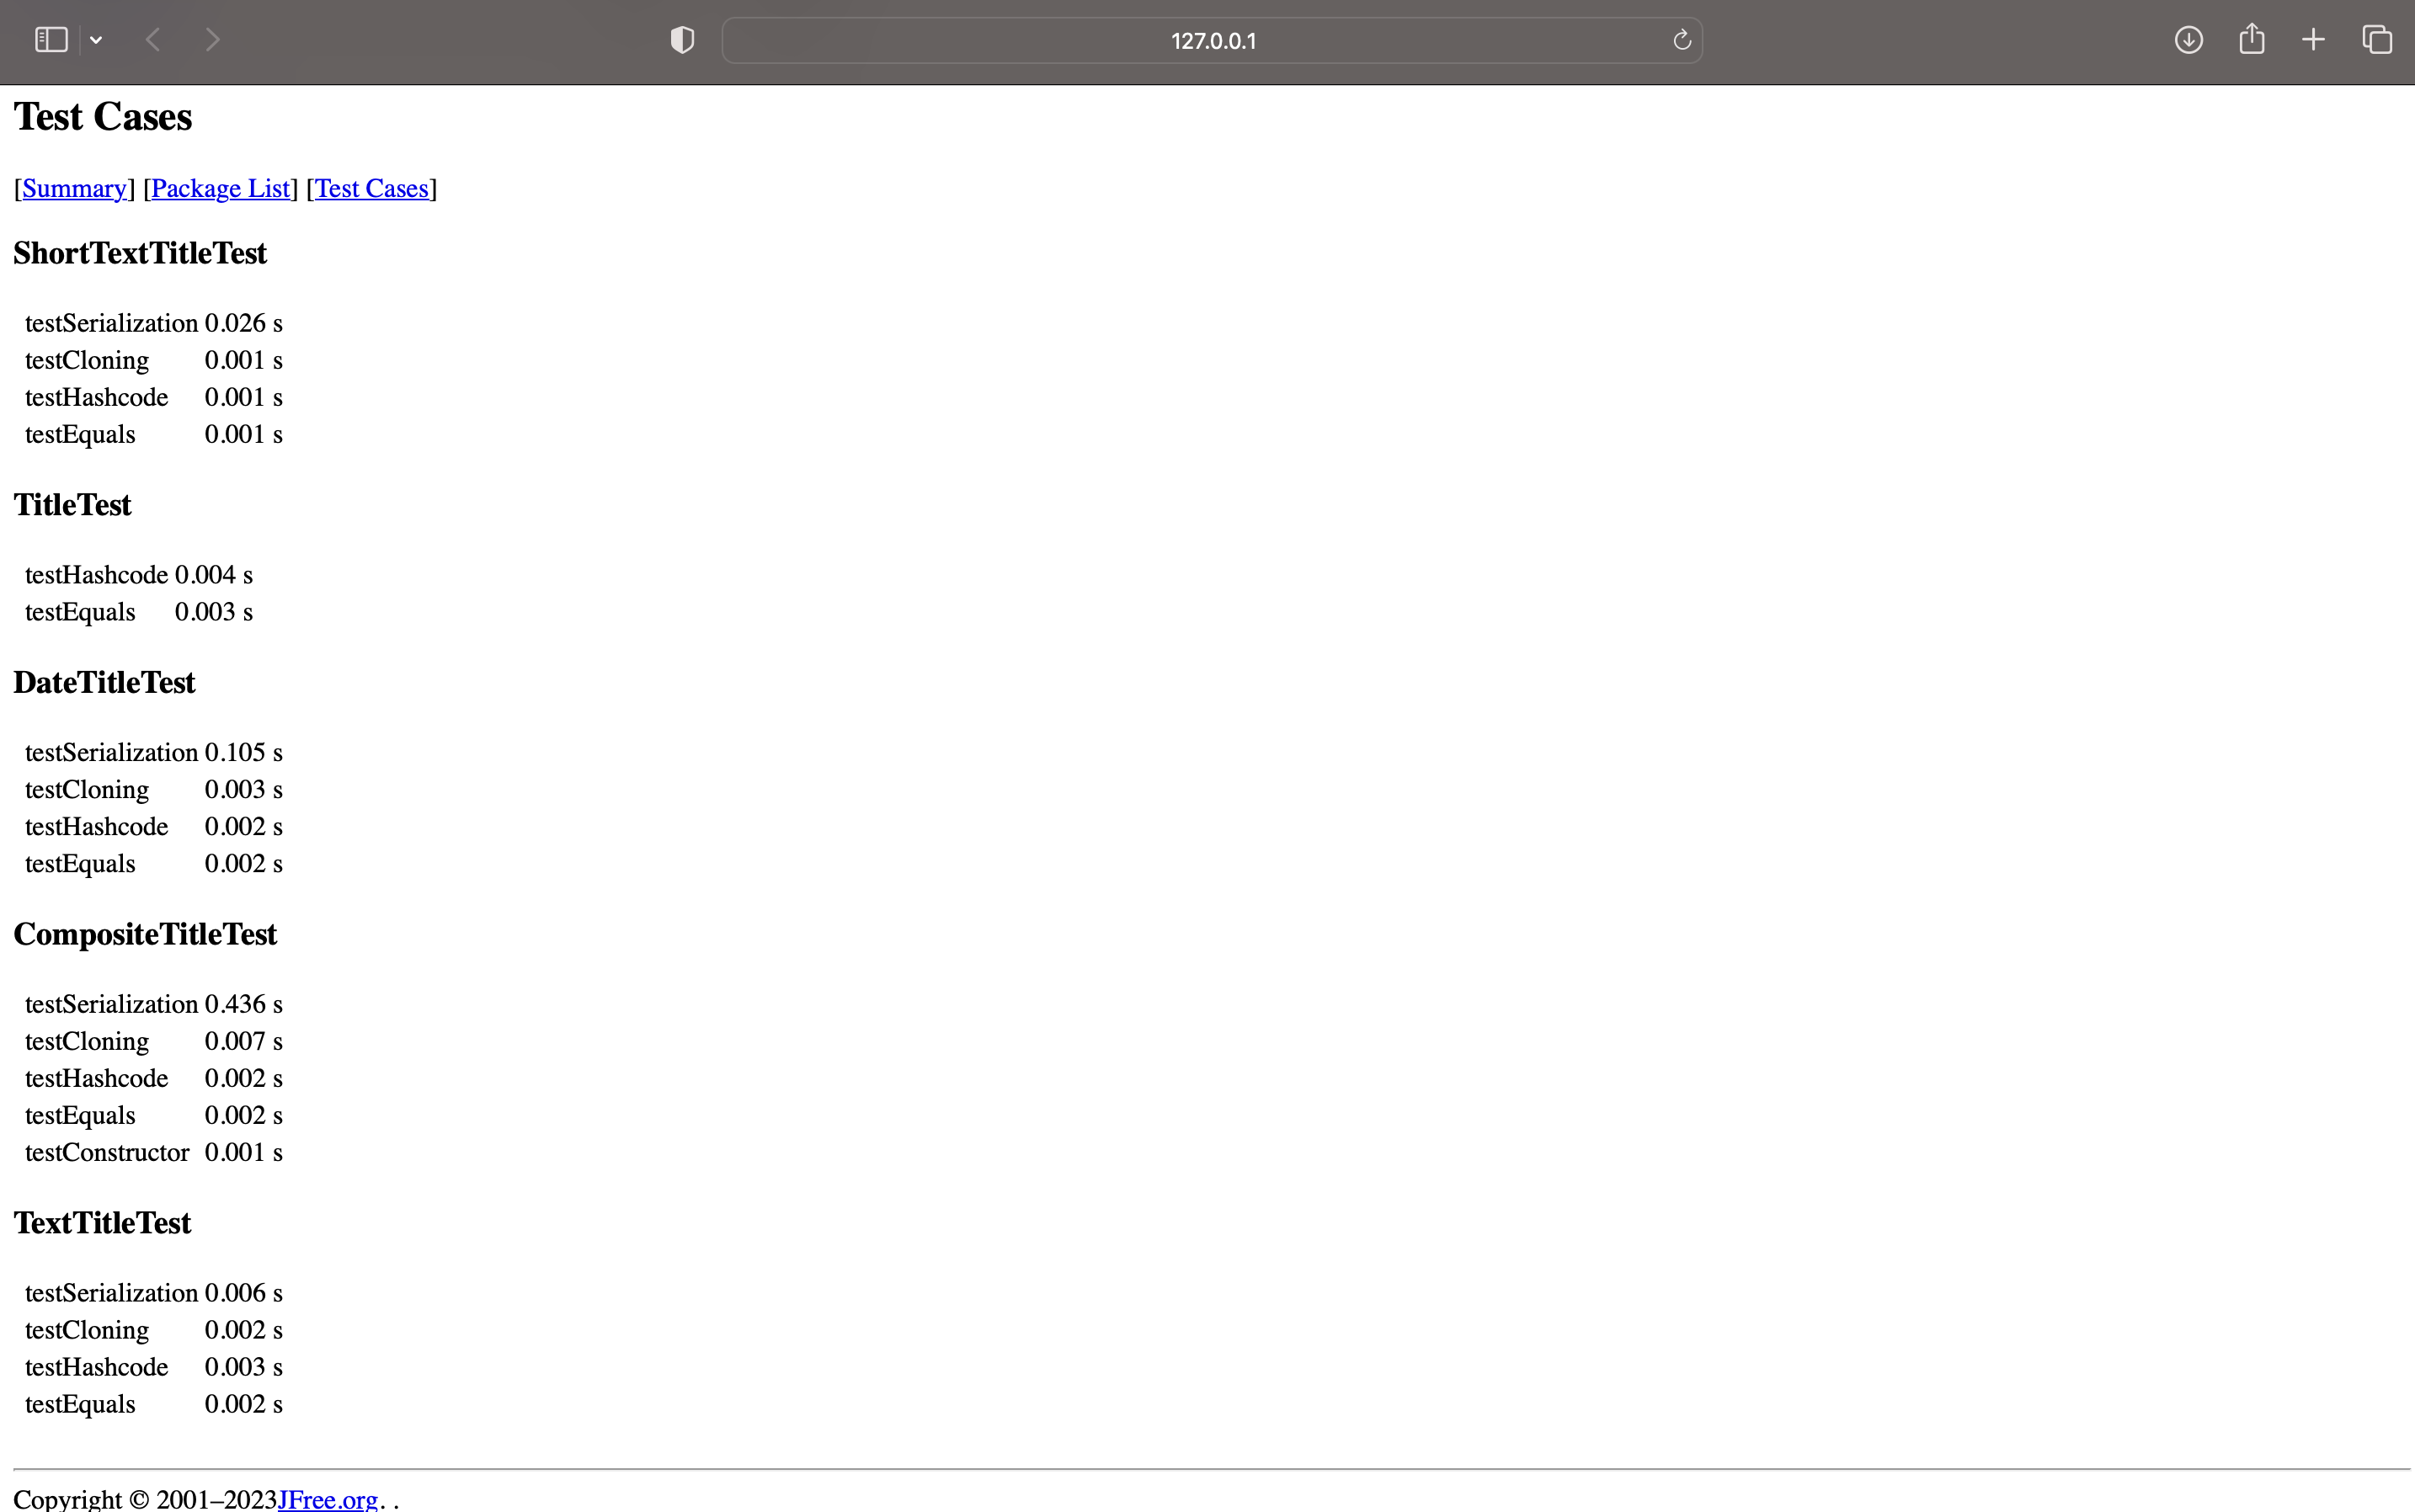 127.0.0.1
Test Cases
[Summary] [Package List] [Test Cases]
ShortTextTitleTest
testSerialization 0.026 s
testCloning 0.001 s
testHashcode 0.001 s
testEquals 0.001 s
TitleTest
testHashcode 0.004 s
testEquals 0.003 s
DateTitleTest
testSerialization 0.105 s
testCloning 0.003 s
testHashcode 0.002 s
testEquals 0.002 s
CompositeTitleTest
testSerialization 0.436 s
testCloning 0.007 s
testHashcode 0.002 s
testEquals 0.002 s
testConstructor 0.001 s
TextTitleTest
testSerialization 0.006 s
testCloning 0.002 s
testHashcode 0.003 s
testEquals 0.002 s
Copyright © 2001–2023JFree.org. .